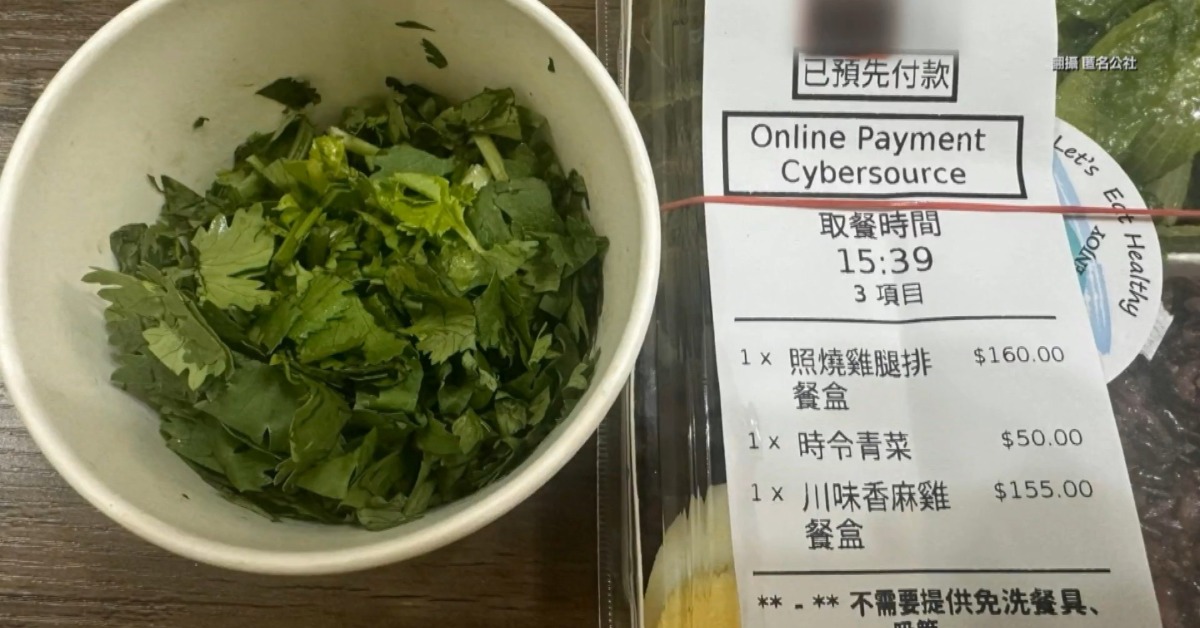 已預先付款
翻攝 匿名公社
Online Payment
Cybersource
Let's Eat Healthy
ENJOY
取餐時間
15:39
3 項目
1 x 照燒雞腿排 $160.00
餐盒
1 x 時令青菜 $50.00
1 x 川味香麻雞 $155.00
餐盒
** - ** 不需要提供免洗餐具、